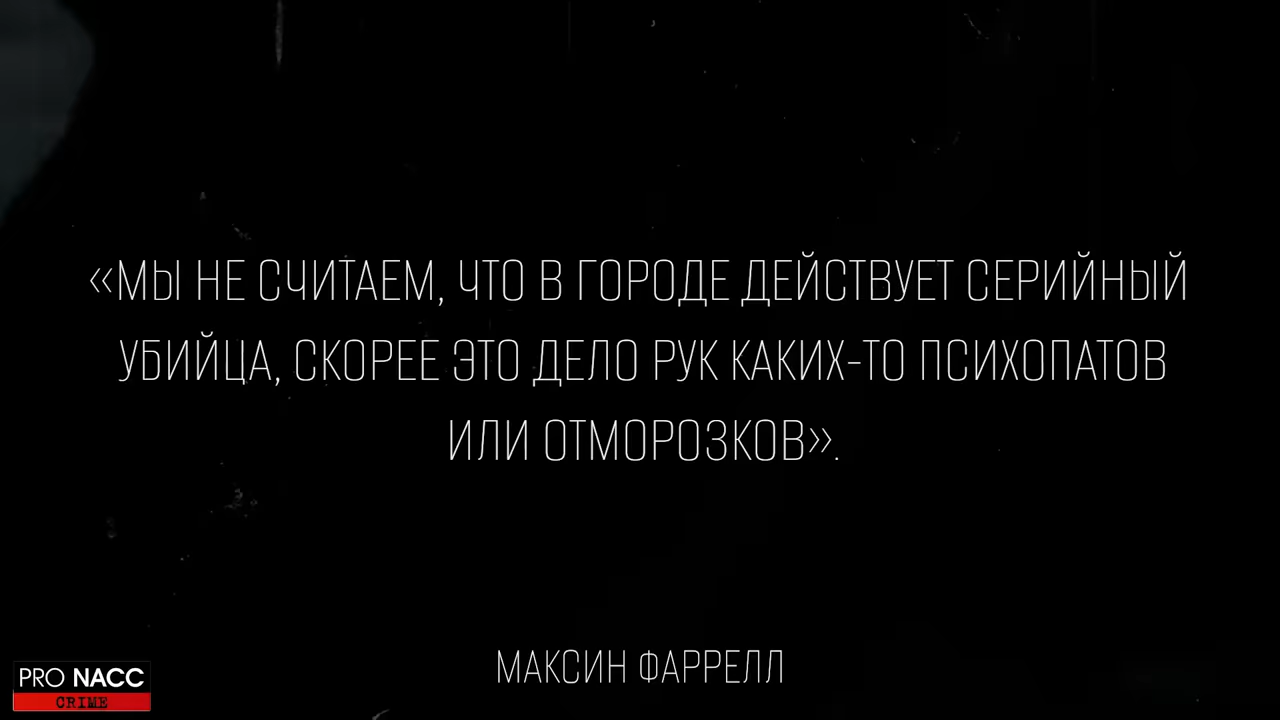 «МЫ НЕ СЧИТАЕМ, ЧТО В ГОРОДЕ ДЕЙСТВУЕТ СЕРИЙНЫЙ
УБИЙЦА, СКОРЕЕ ЭТО ДЕЛО РУК КАКИХ-ТО ПСИХОПАТОВ
ИЛИ ОТМОРОЗКОВ».
МАКСИН ФАРРЕЛЛ
PRO NACC
CRIME